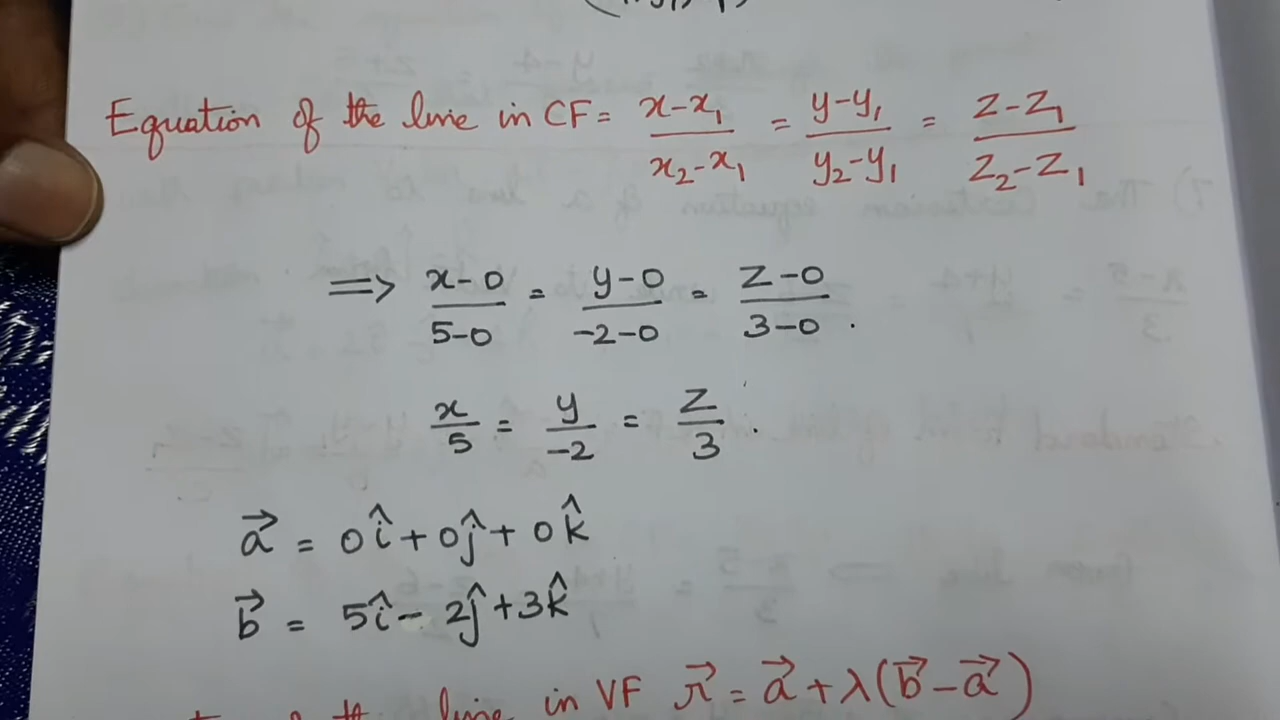 Equation of the line in CF = x-x₁/x₂-x₁ = y-y₁/y₂-y₁ = z-z₁/z₂-z₁
⇒ x-0/5-0 = y-0/-2-0 = z-0/3-0 .
x/5 = y/-2 = z/3 .
a⃗ = 0î + 0ĵ + 0k̂
b⃗ = 5î - 2ĵ + 3k̂
line in VF r⃗ = a⃗ + λ(b⃗ - a⃗)